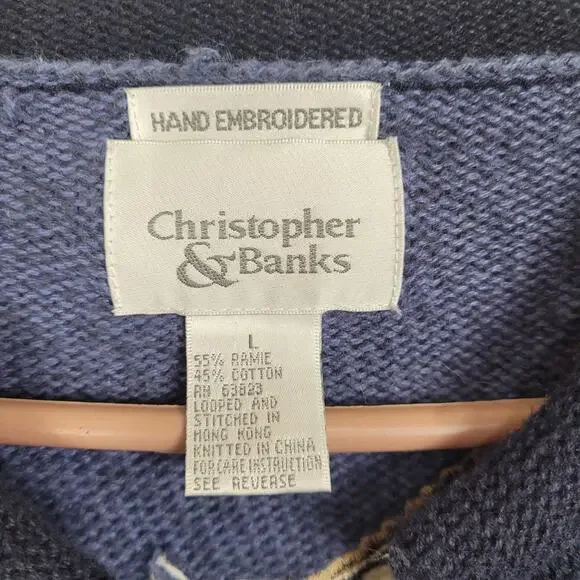 HAND EMBROIDERED
Christopher
& Banks
L
55% RAMIE
45% COTTON
RN 63823
LOOPED AND
STITCHED IN
HONG KONG
KNITTED IN CHINA
FOR CARE INSTRUCTION
SEE REVERSE